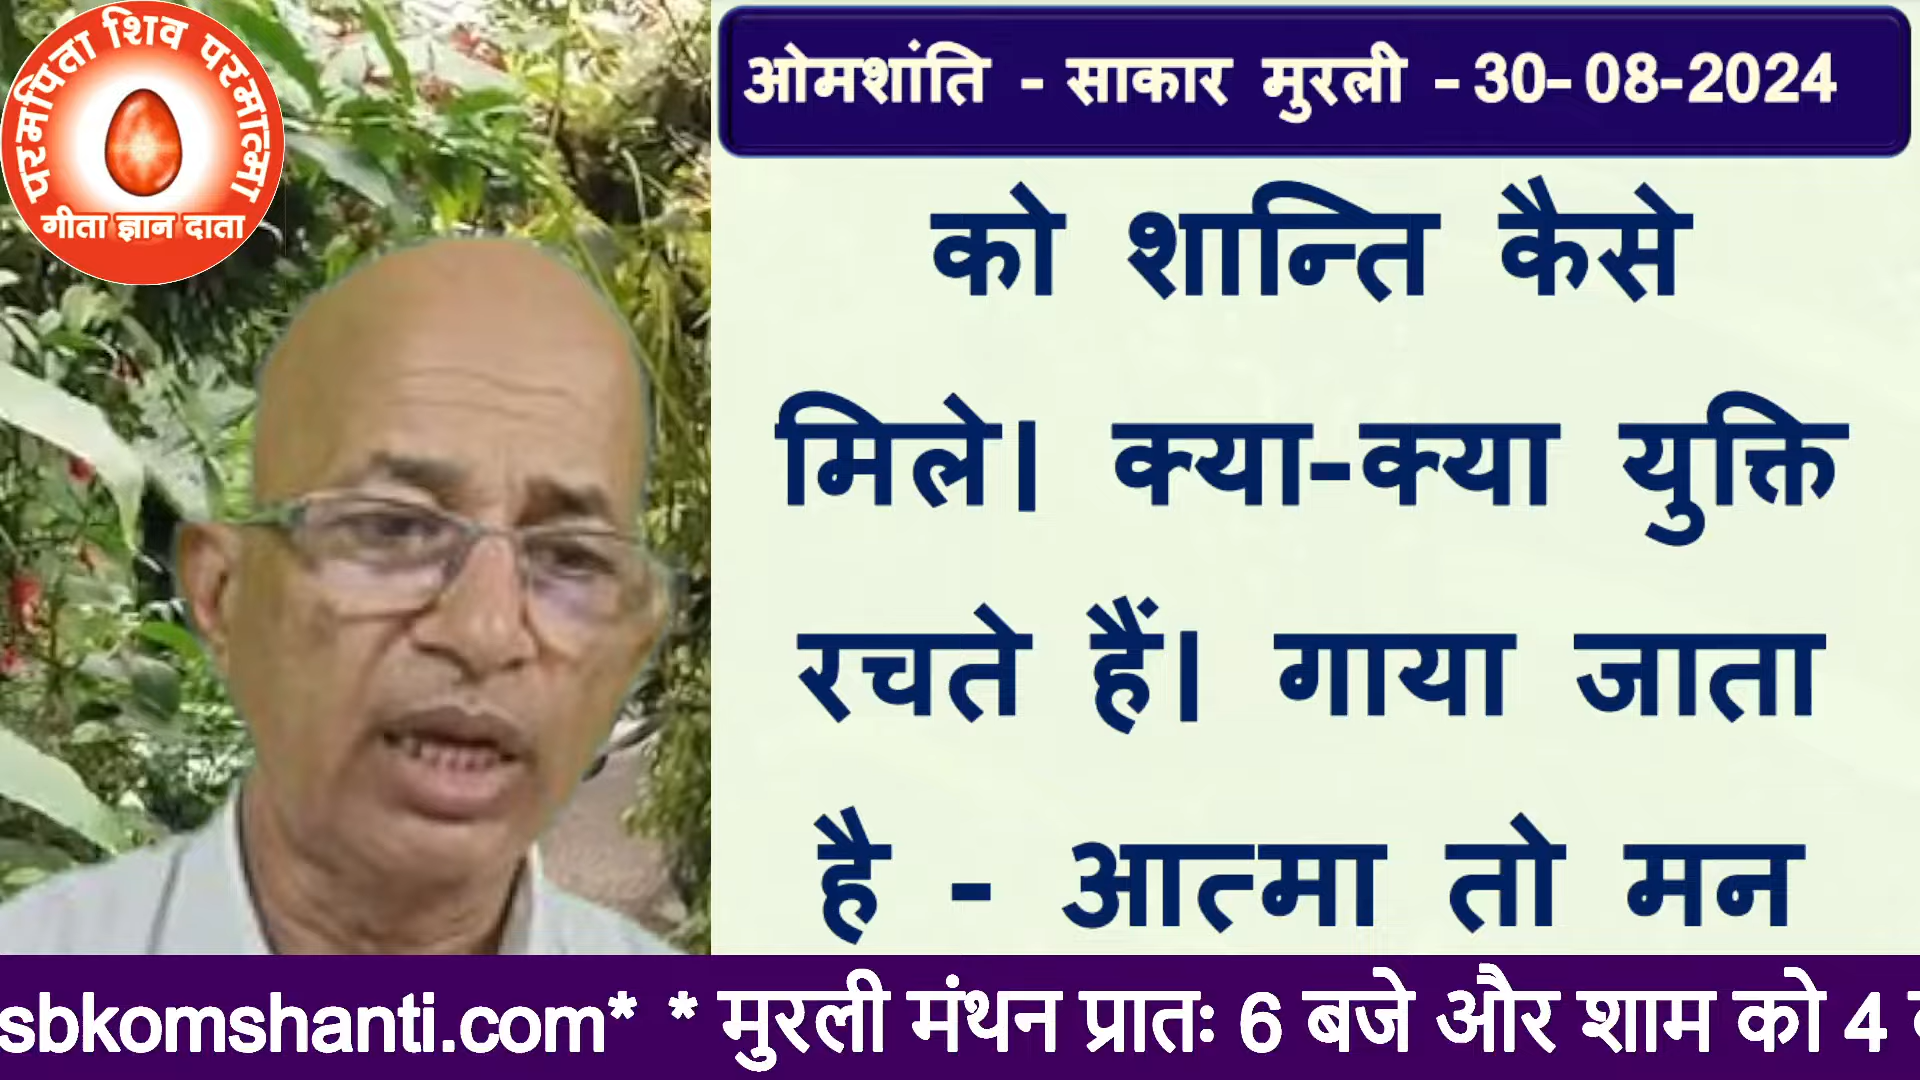 परमपिता शिव परमात्मा
गीता ज्ञान दाता
ओमशांति - साकार मुरली - 30- 08-2024
को शान्ति कैसे
मिले। क्या-क्या युक्ति
रचते हैं। गाया जाता
है - आत्मा तो मन
sbkomshanti.com* * मुरली मंथन प्रातः 6 बजे और शाम को 4